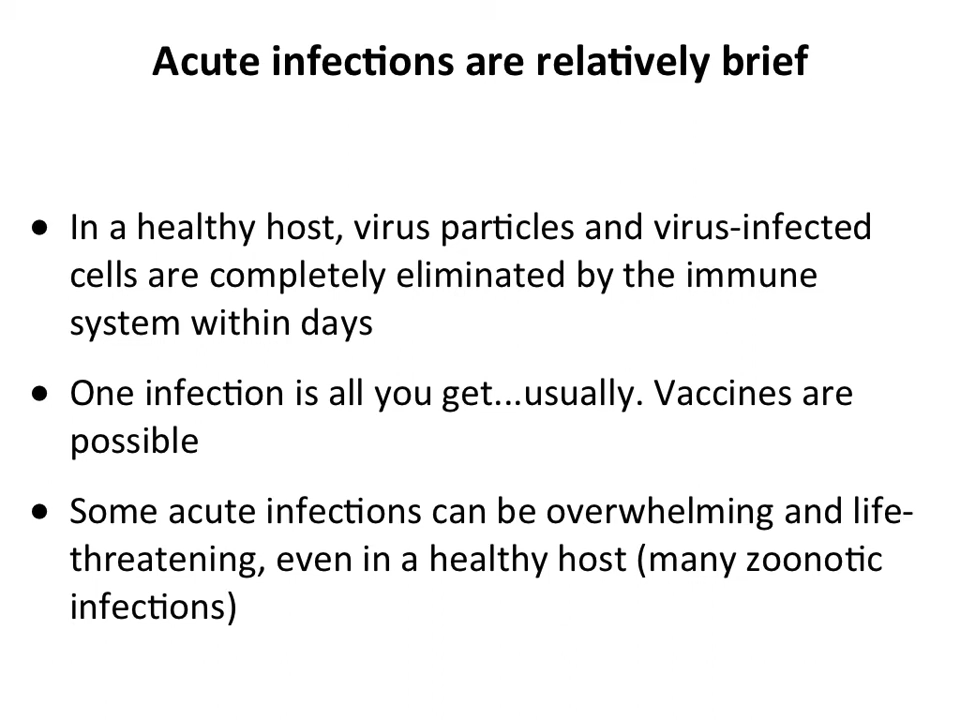 Acute infections are relatively brief
• In a healthy host, virus particles and virus-infected
cells are completely eliminated by the immune
system within days
• One infection is all you get...usually. Vaccines are
possible
• Some acute infections can be overwhelming and life-
threatening, even in a healthy host (many zoonotic
infections)